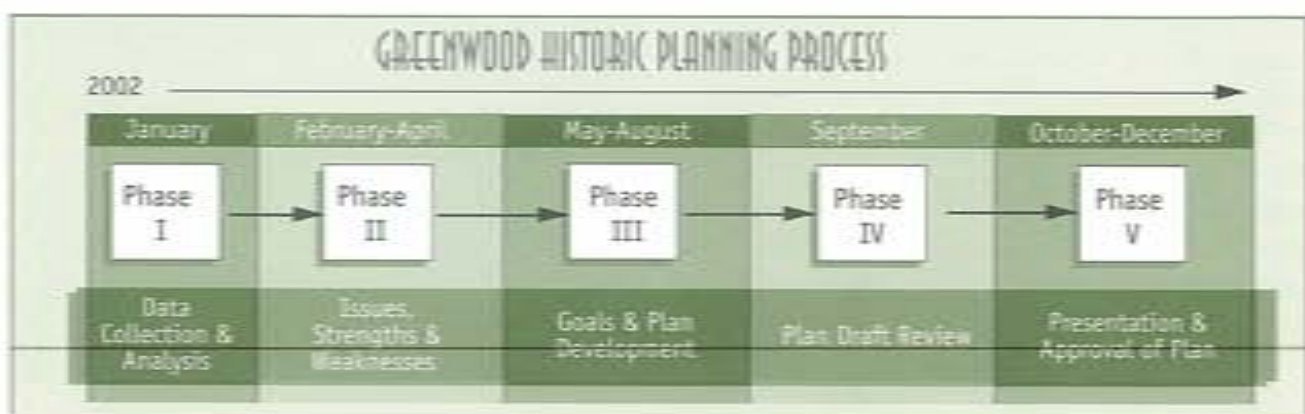 GREENWOOD HISTORIC PLANNING PROCESS
2002
January
February-April
May-August
September
October-December
Phase
I
Phase
II
Phase
III
Phase
IV
Phase
V
Data
Collection &
Analysis
Issues,
Strengths &
Weaknesses
Goals & Plan
Development
Plan Draft Review
Presentation &
Approval of Plan